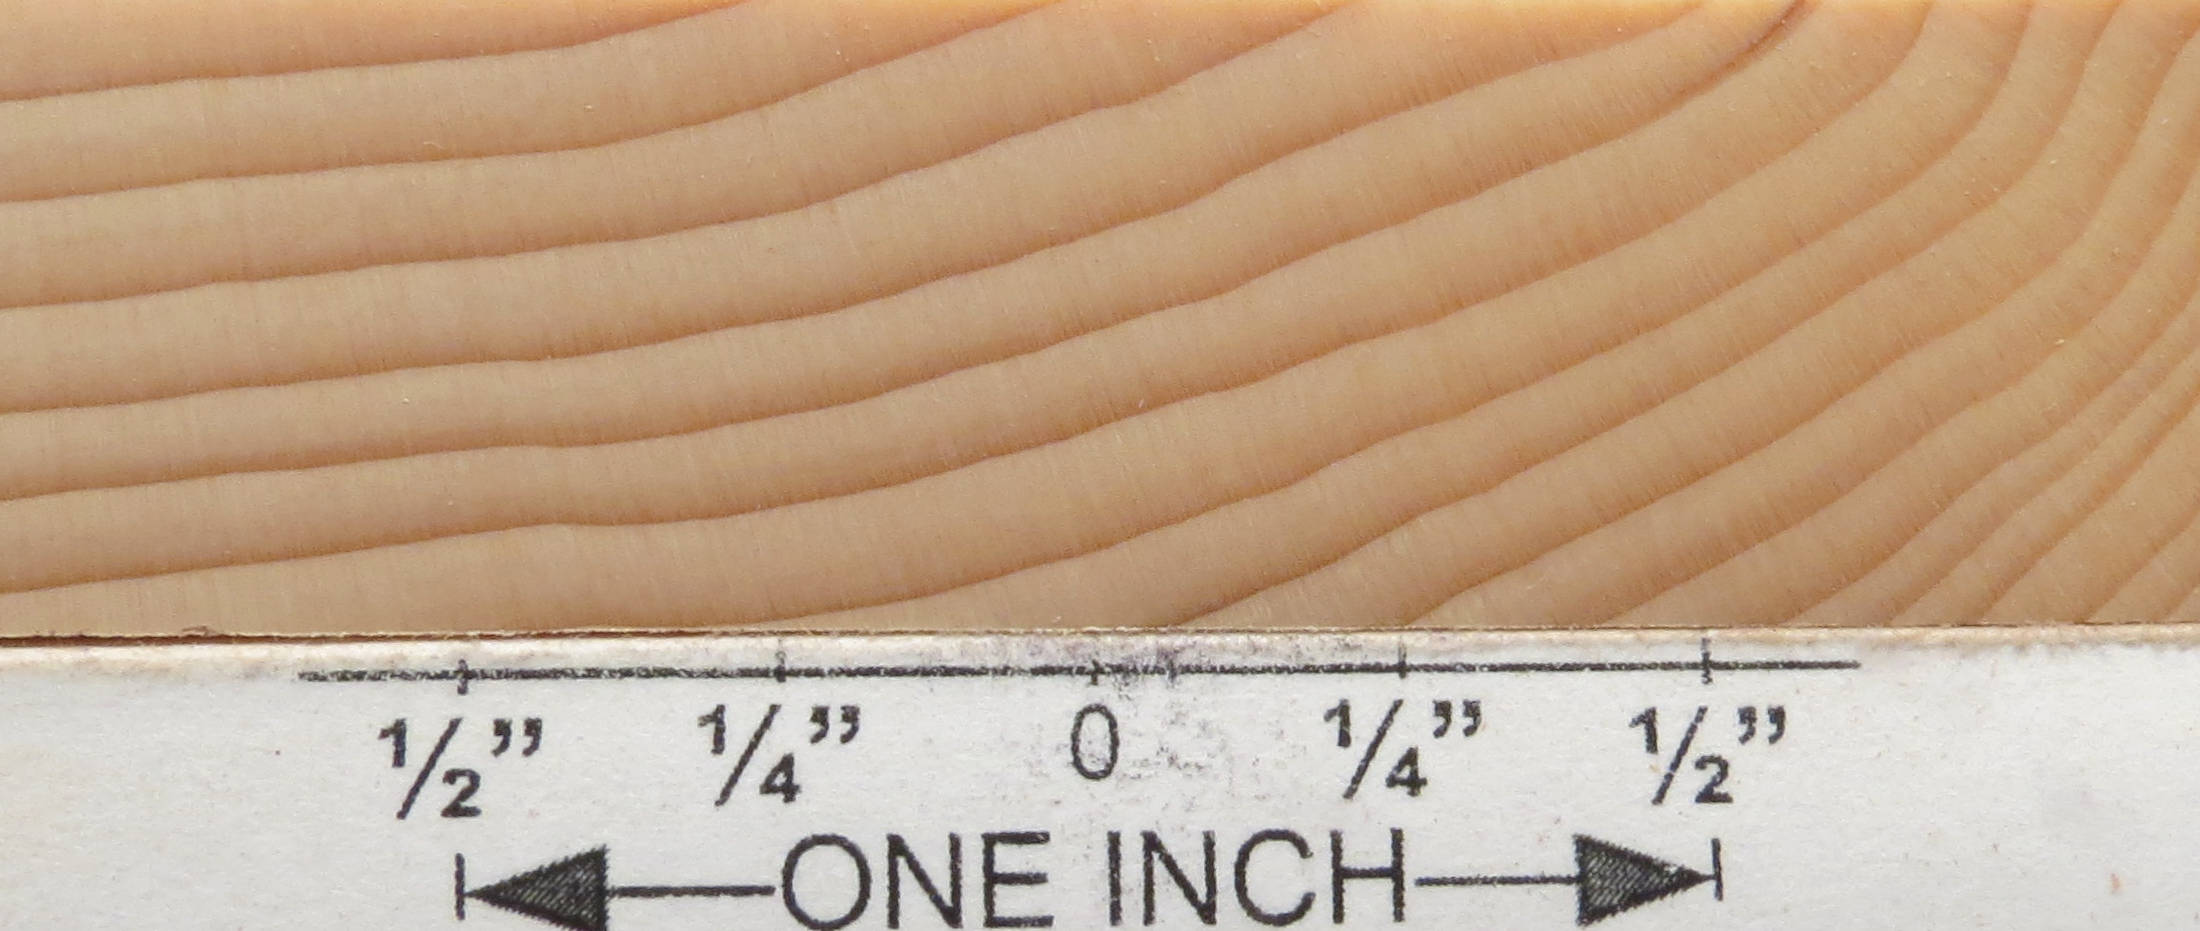 1/2” 1/4” 0 1/4” 1/2”
ONE INCH